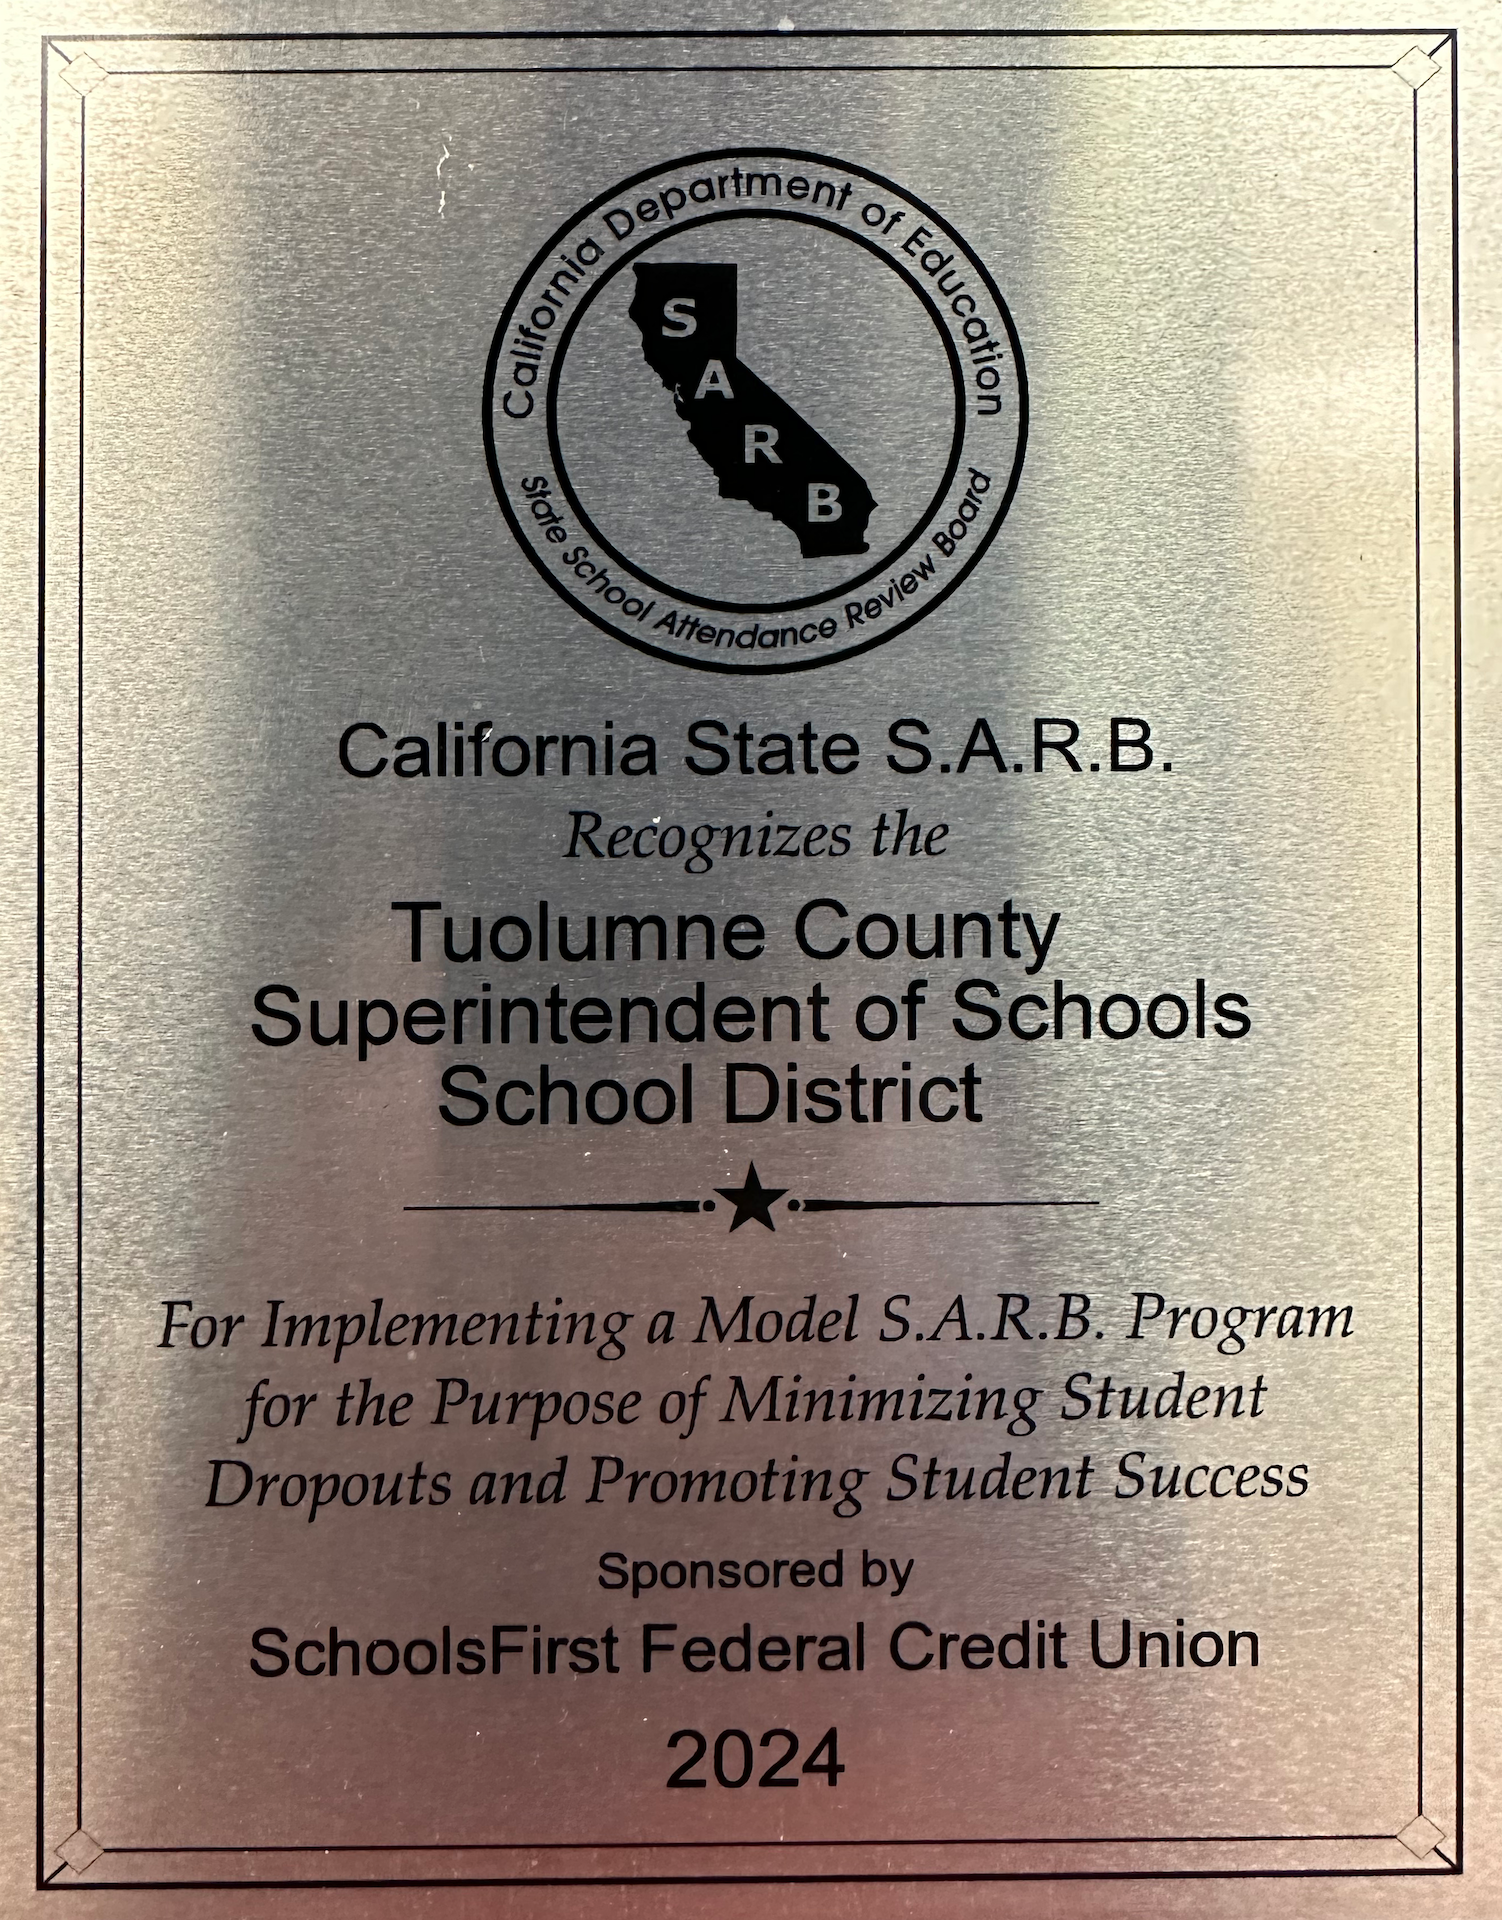 California Department of Education
S
A
R
B
State School Attendance Review Board
California State S.A.R.B.
Recognizes the
Tuolumne County
Superintendent of Schools
School District
For Implementing a Model S.A.R.B. Program
for the Purpose of Minimizing Student
Dropouts and Promoting Student Success
Sponsored by
SchoolsFirst Federal Credit Union
2024